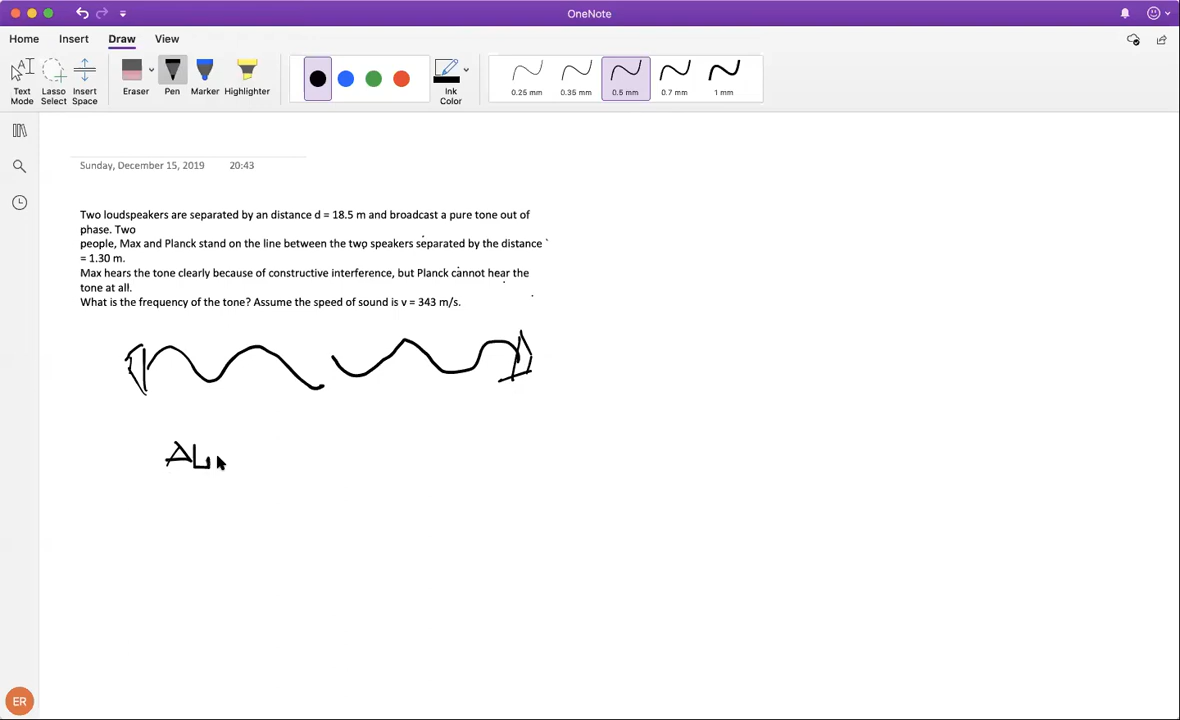 OneNote
Home Insert Draw View
Text Mode
Lasso Select
Insert Space
Eraser
Pen
Marker
Highlighter
Ink Color
0.25 mm
0.35 mm
0.5 mm
0.7 mm
1 mm
Sunday, December 15, 2019 20:43
Two loudspeakers are separated by an distance d = 18.5 m and broadcast a pure tone out of
phase. Two
people, Max and Planck stand on the line between the two speakers separated by the distance `
= 1.30 m.
Max hears the tone clearly because of constructive interference, but Planck cannot hear the
tone at all.
What is the frequency of the tone? Assume the speed of sound is v = 343 m/s.
ΔL
ER